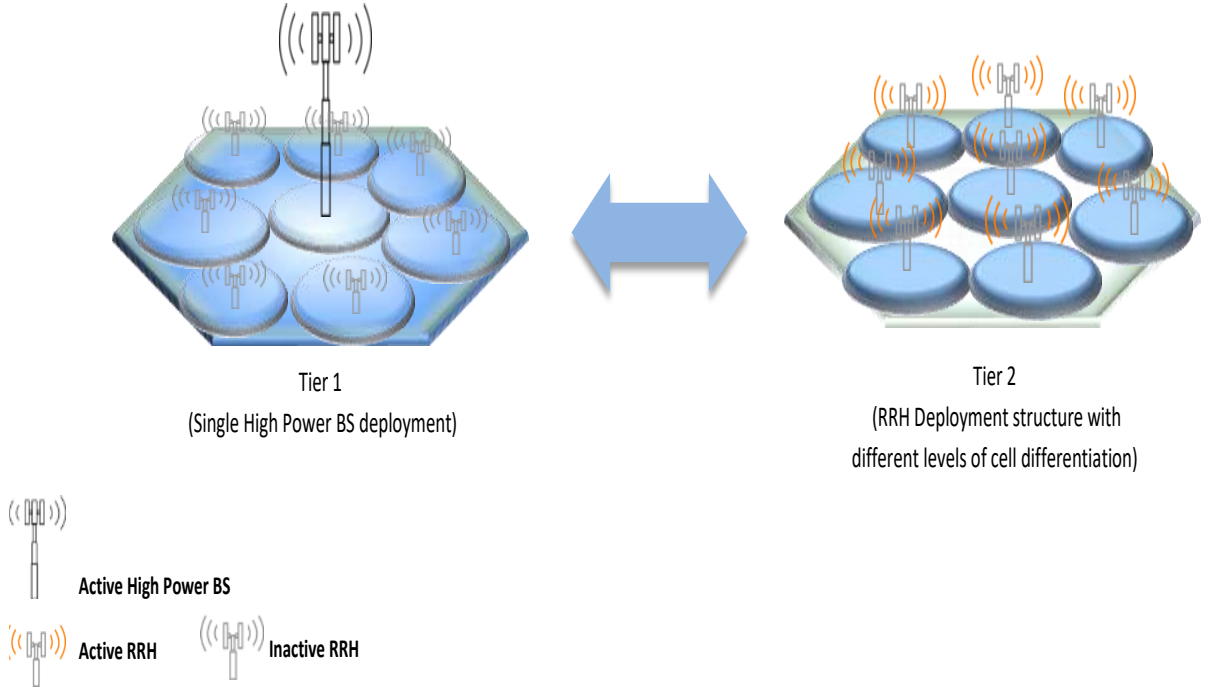 Tier 1
(Single High Power BS deployment)
Tier 2
(RRH Deployment structure with
different levels of cell differentiation)
Active High Power BS
Active RRH
Inactive RRH